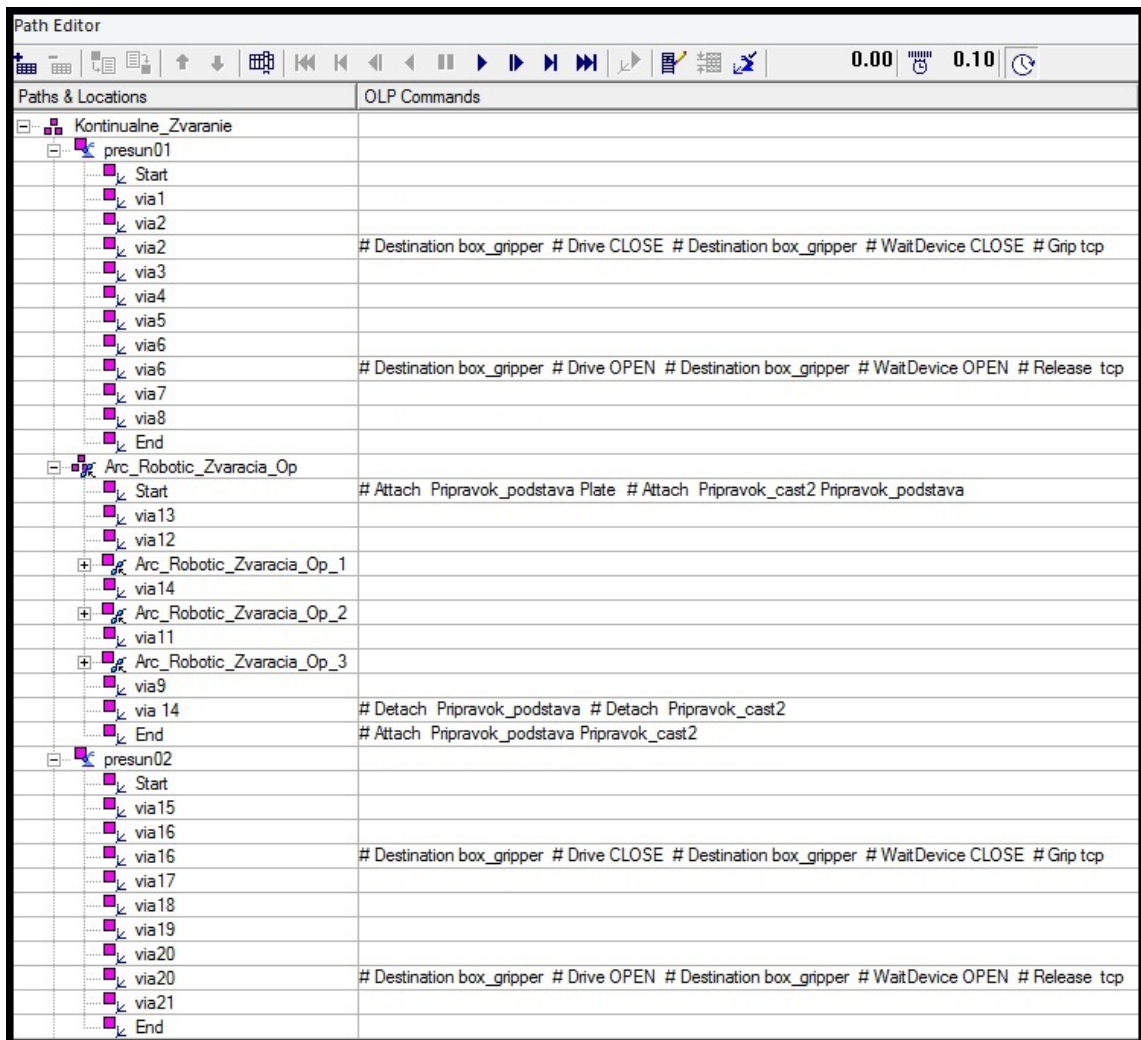 Path Editor
0.00 0.10
Paths & Locations OLP Commands
Kontinualne_Zvaranie
presun01
Start
via1
via2
via2 # Destination box_gripper # Drive CLOSE # Destination box_gripper # WaitDevice CLOSE # Grip tcp
via3
via4
via5
via6
via6 # Destination box_gripper # Drive OPEN # Destination box_gripper # WaitDevice OPEN # Release tcp
via7
via8
End
Arc_Robotic_Zvaracia_Op
Start # Attach Pripravok_podstava Plate # Attach Pripravok_cast2 Pripravok_podstava
via13
via12
Arc_Robotic_Zvaracia_Op_1
via14
Arc_Robotic_Zvaracia_Op_2
via11
Arc_Robotic_Zvaracia_Op_3
via9
via 14 # Detach Pripravok_podstava # Detach Pripravok_cast2
End # Attach Pripravok_podstava Pripravok_cast2
presun02
Start
via15
via16
via16 # Destination box_gripper # Drive CLOSE # Destination box_gripper # WaitDevice CLOSE # Grip tcp
via17
via18
via19
via20
via20 # Destination box_gripper # Drive OPEN # Destination box_gripper # WaitDevice OPEN # Release tcp
via21
End